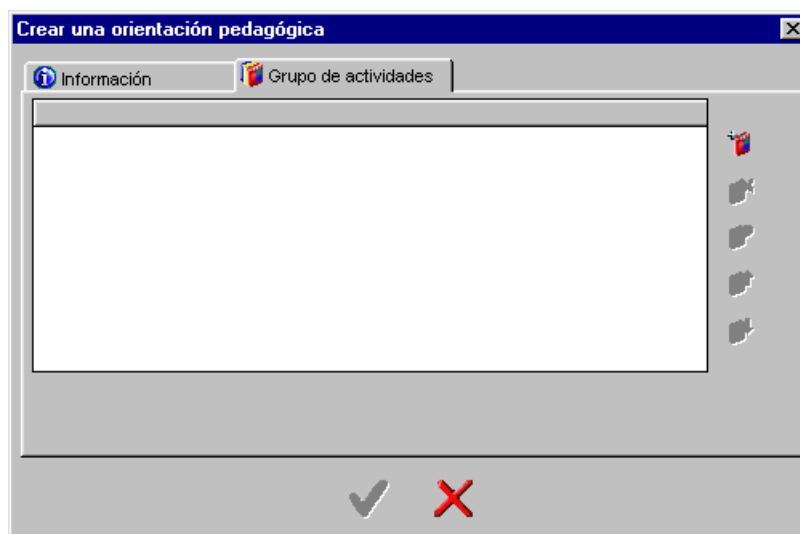 Crear una orientación pedagógica
Información
Grupo de actividades